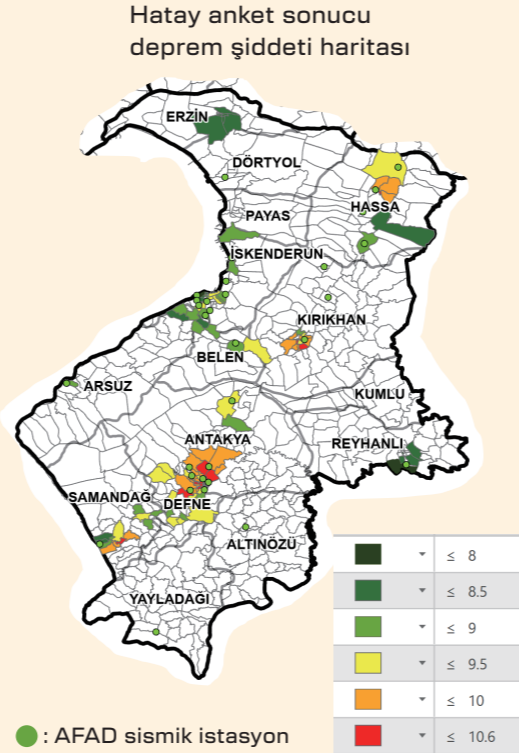 Hatay anket sonucu
deprem şiddeti haritası
ERZİN
DÖRTYOL
HASSA
PAYAS
İSKENDERUN
KIRIKHAN
BELEN
ARSUZ
KUMLU
ANTAKYA
REYHANLI
SAMANDAĞ
DEFNE
ALTINÖZÜ
YAYLADAĞI
≤ 8
≤ 8.5
≤ 9
≤ 9.5
≤ 10
≤ 10.6
: AFAD sismik istasyon